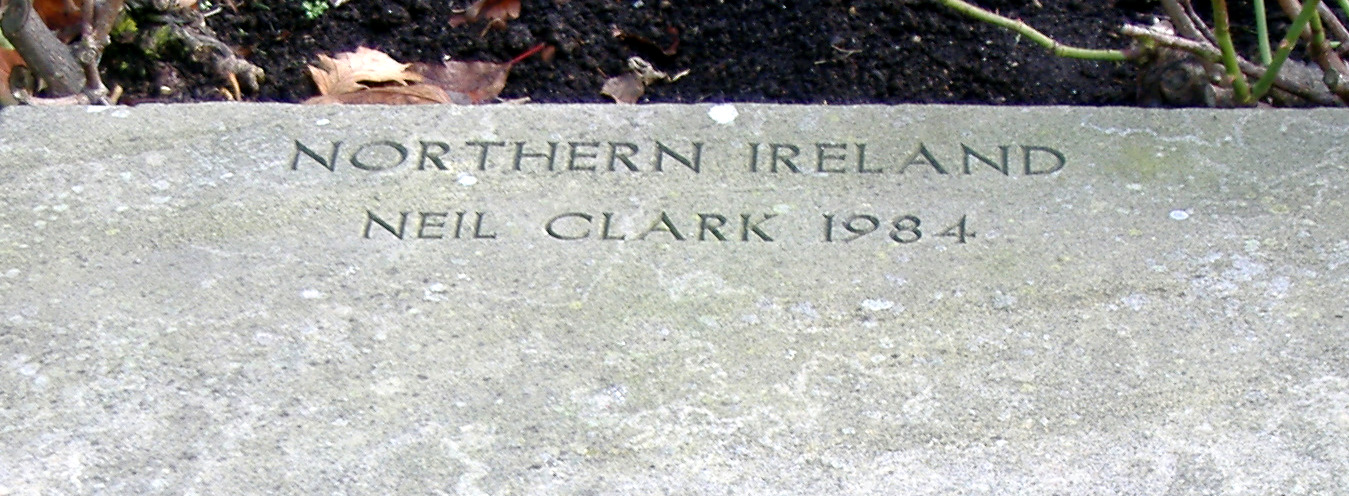 NORTHERN IRELAND
NEIL CLARK 1984